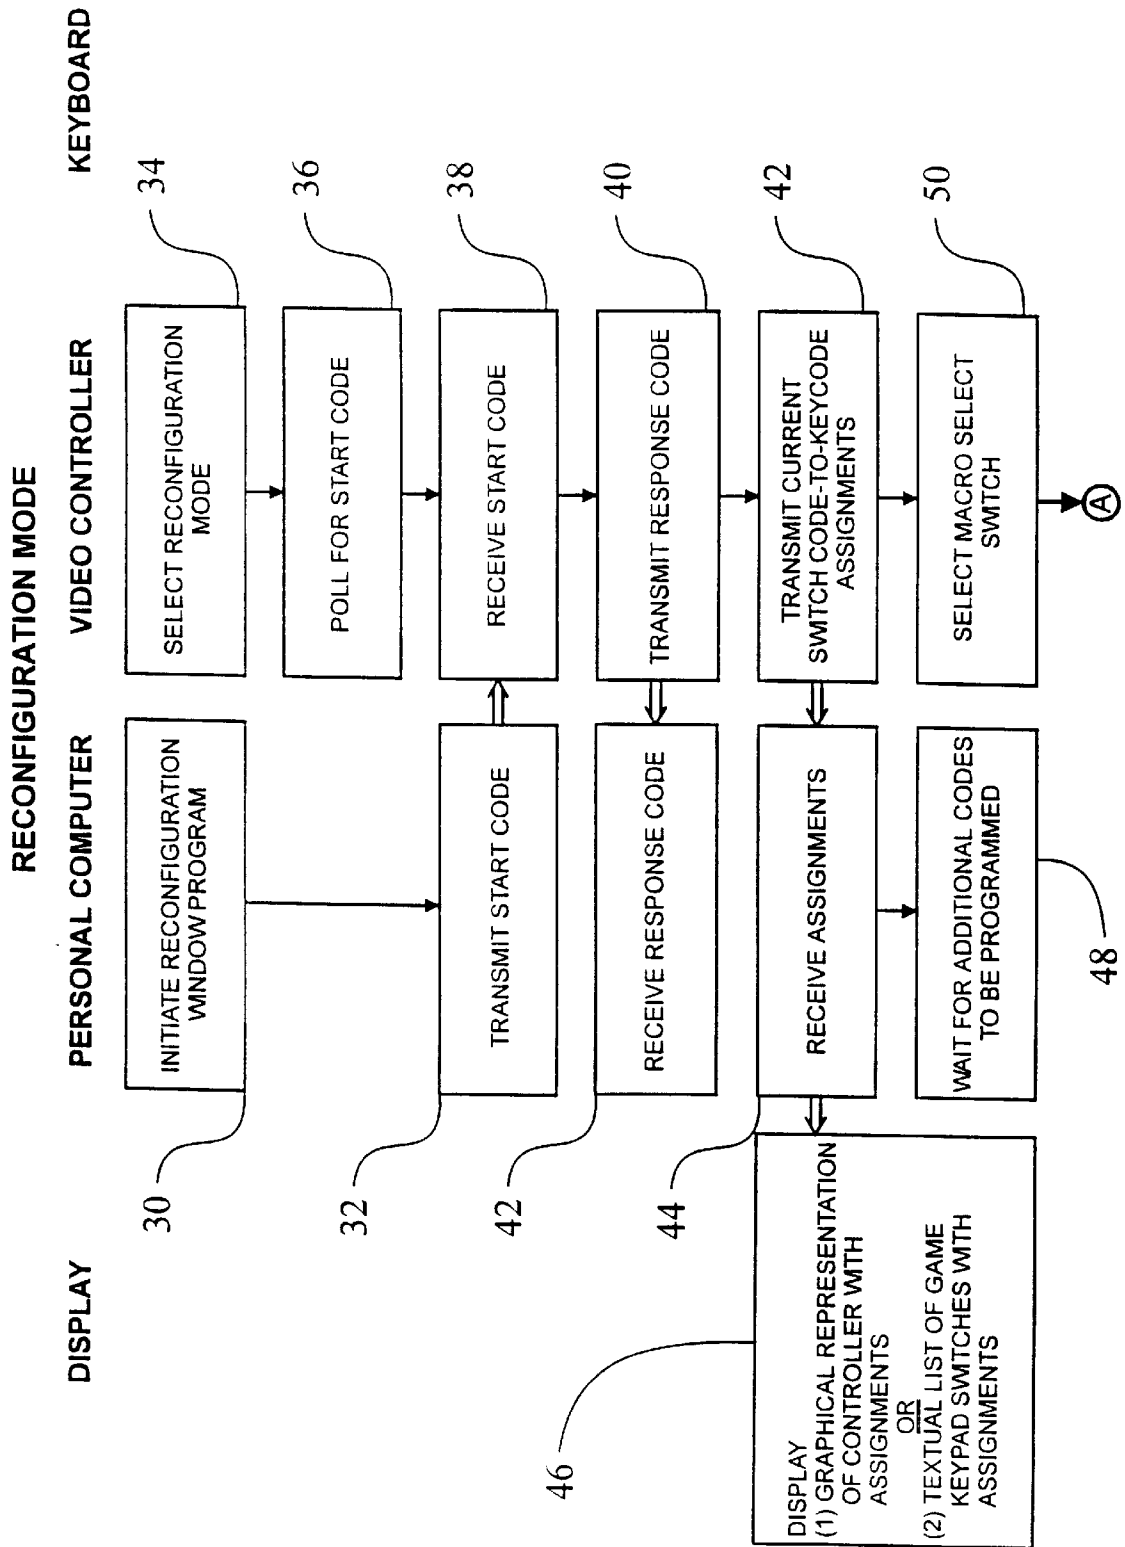 RECONFIGURATION MODE
DISPLAY
PERSONAL COMPUTER
VIDEO CONTROLLER
KEYBOARD
INITIATE RECONFIGURATION
WINDOW PROGRAM
30
SELECT RECONFIGURATION
MODE
34
POLL FOR START CODE
36
TRANSMIT START CODE
32
RECEIVE START CODE
38
RECEIVE RESPONSE CODE
42
TRANSMIT RESPONSE CODE
40
DISPLAY
(1) GRAPHICAL REPRESENTATION
OF CONTROLLER WITH
ASSIGNMENTS
OR
(2) TEXTUAL LIST OF GAME
KEYPAD SWITCHES WITH
ASSIGNMENTS
46
RECEIVE ASSIGNMENTS
44
TRANSMIT CURRENT
SWITCH CODE-TO-KEYCODE
ASSIGNMENTS
42
WAIT FOR ADDITIONAL CODES
TO BE PROGRAMMED
48
SELECT MACRO SELECT
SWITCH
50
A